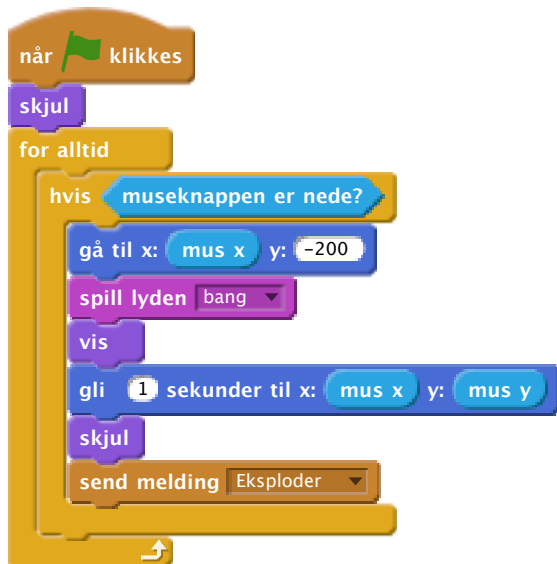 når klikkes
skjul
for alltid
hvis museknappen er nede?
gå til x: mus x y: -200
spill lyden bang
vis
gli 1 sekunder til x: mus x y: mus y
skjul
send melding Eksploder